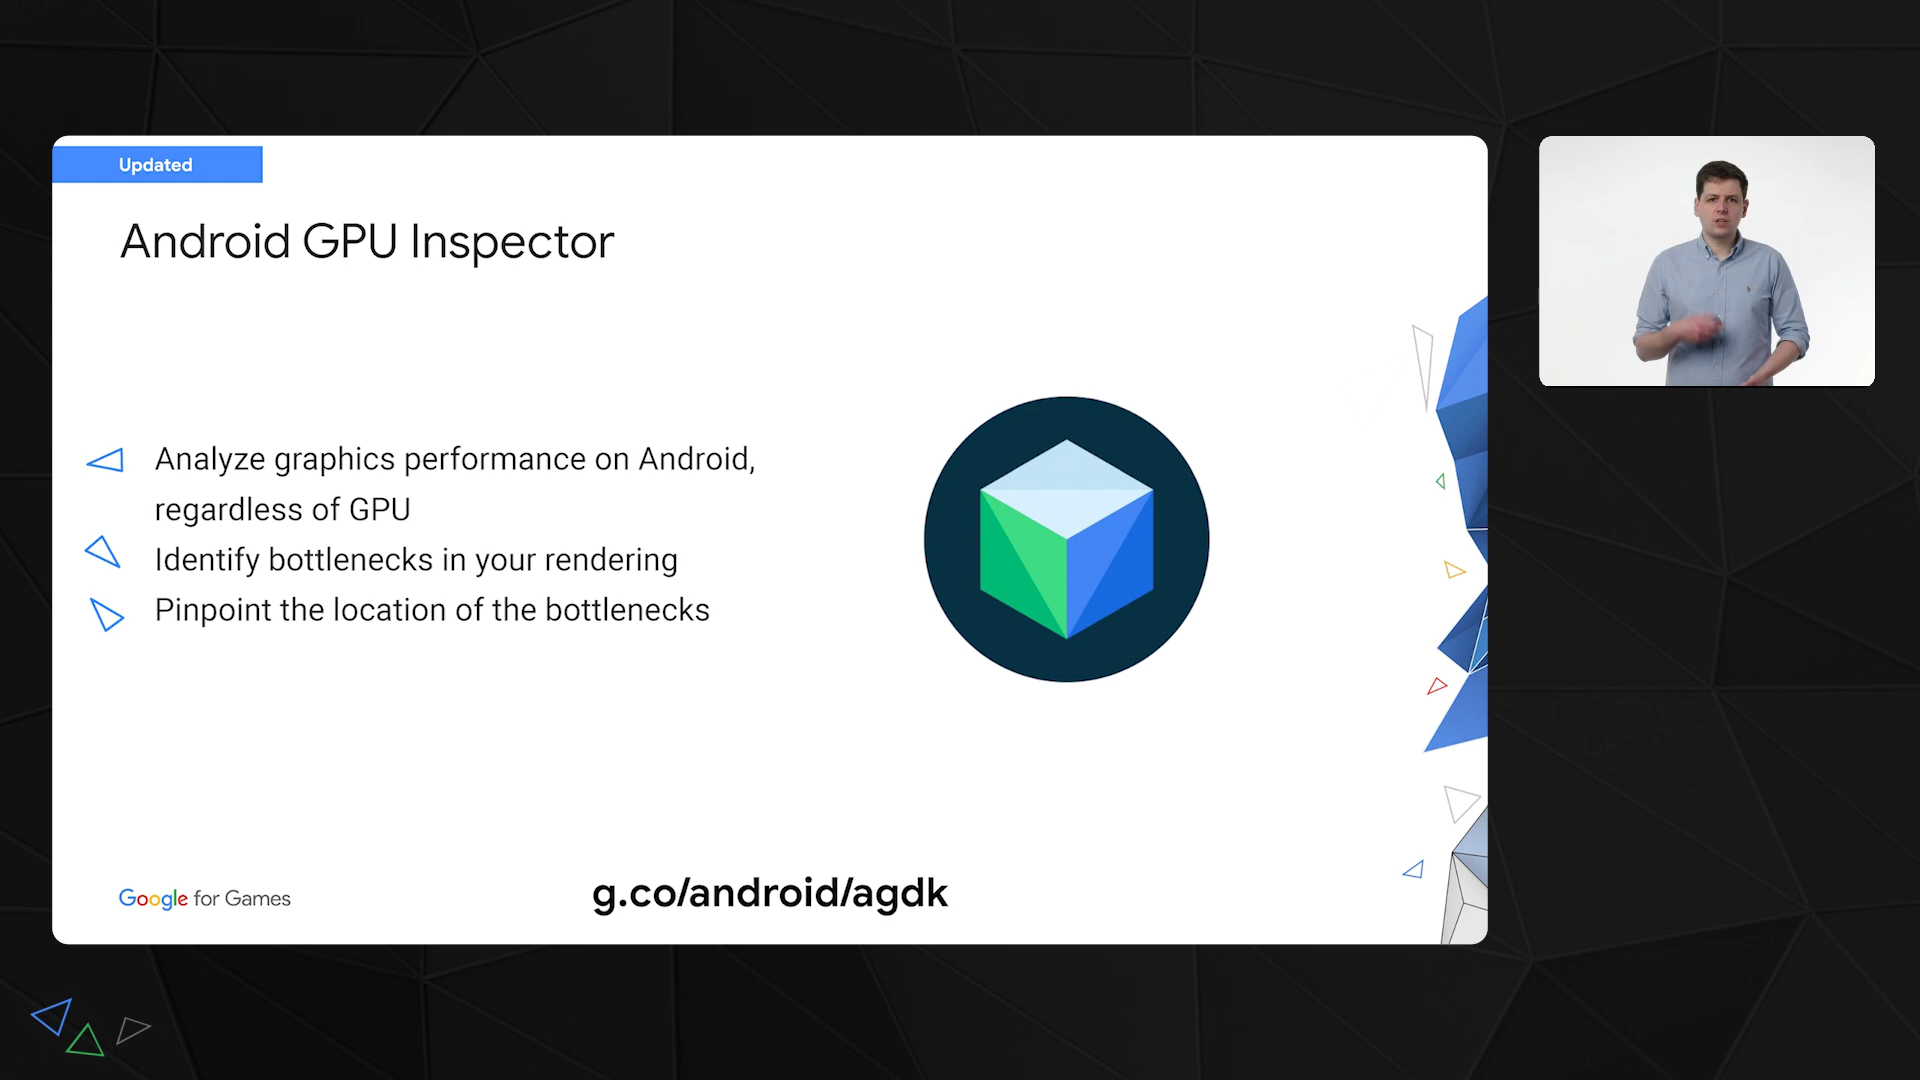 Updated
Android GPU Inspector
Analyze graphics performance on Android,
regardless of GPU
Identify bottlenecks in your rendering
Pinpoint the location of the bottlenecks
Google for Games
g.co/android/agdk